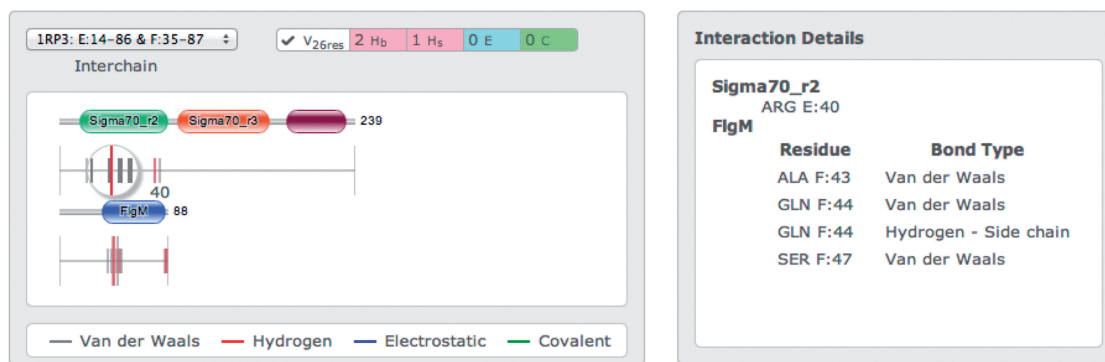 1RP3: E:14–86 & F:35–87
✓ V26res 2 Hb 1 Hs 0 E 0 C
Interchain
Sigma70_r2 Sigma70_r3 239
40
FlgM 88
Van der Waals Hydrogen Electrostatic Covalent
Interaction Details
Sigma70_r2
ARG E:40
FlgM
Residue Bond Type
ALA F:43 Van der Waals
GLN F:44 Van der Waals
GLN F:44 Hydrogen - Side chain
SER F:47 Van der Waals